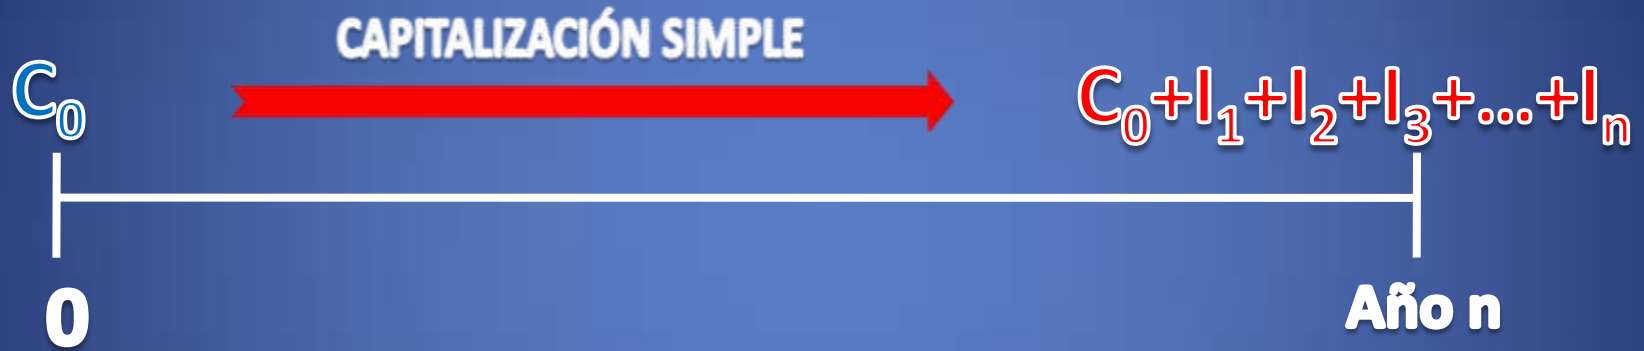 CAPITALIZACIÓN SIMPLE
C₀
C₀+I₁+I₂+I₃+...+Iₙ
0
Año n